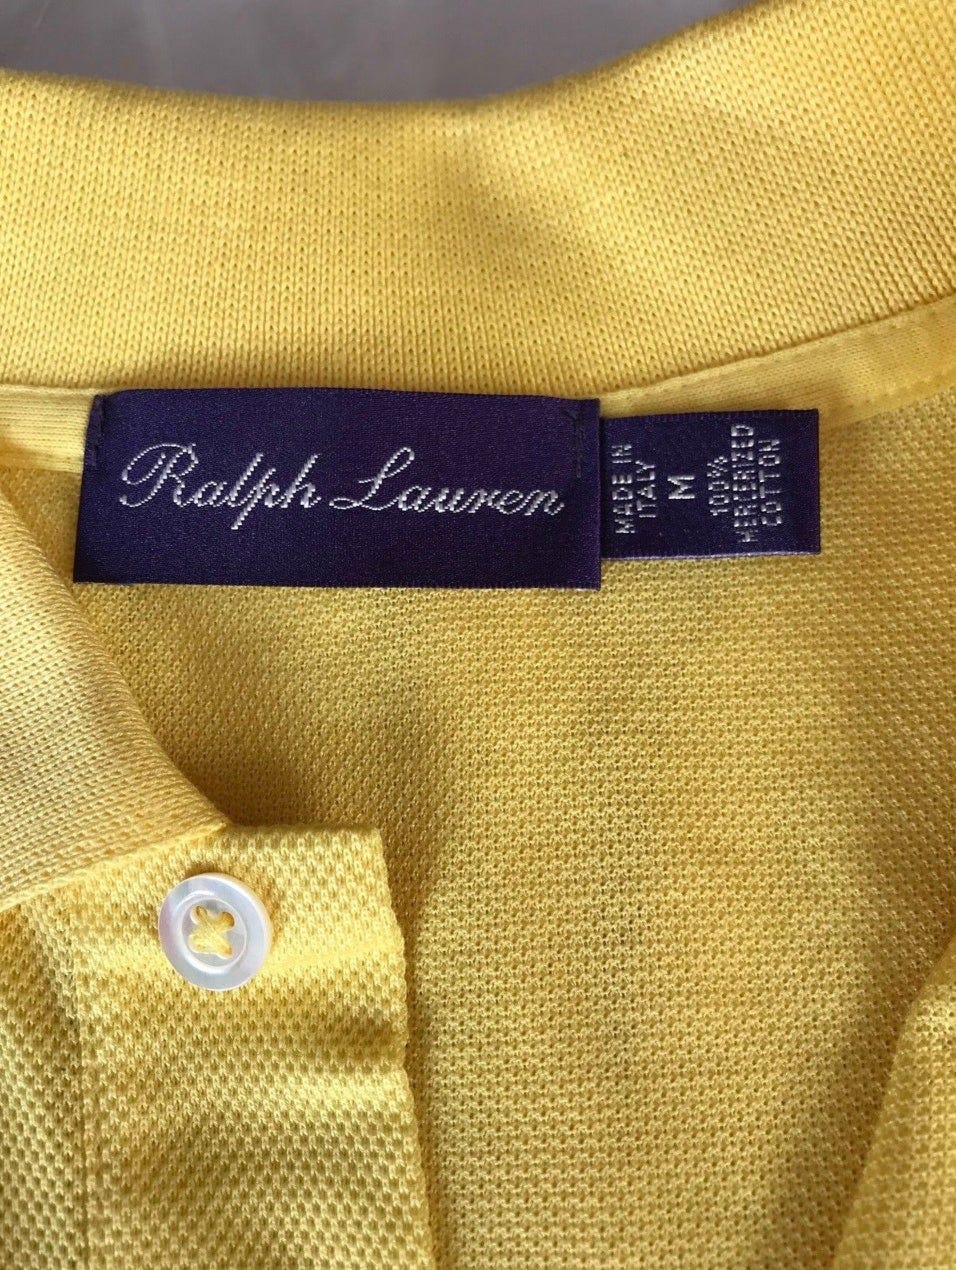 Ralph Lauren
MADE IN
ITALY
M
100%
MERCERIZED
COTTON